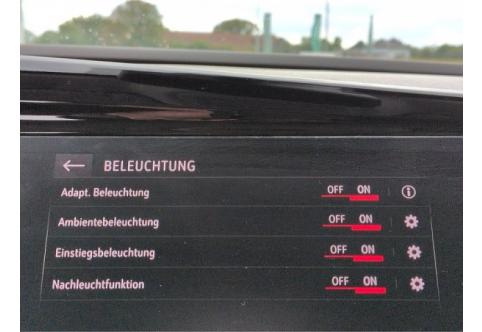 BELEUCHTUNG
Adapt. Beleuchtung OFF ON
Ambientebeleuchtung OFF ON
Einstiegsbeleuchtung OFF ON
Nachleuchtfunktion OFF ON